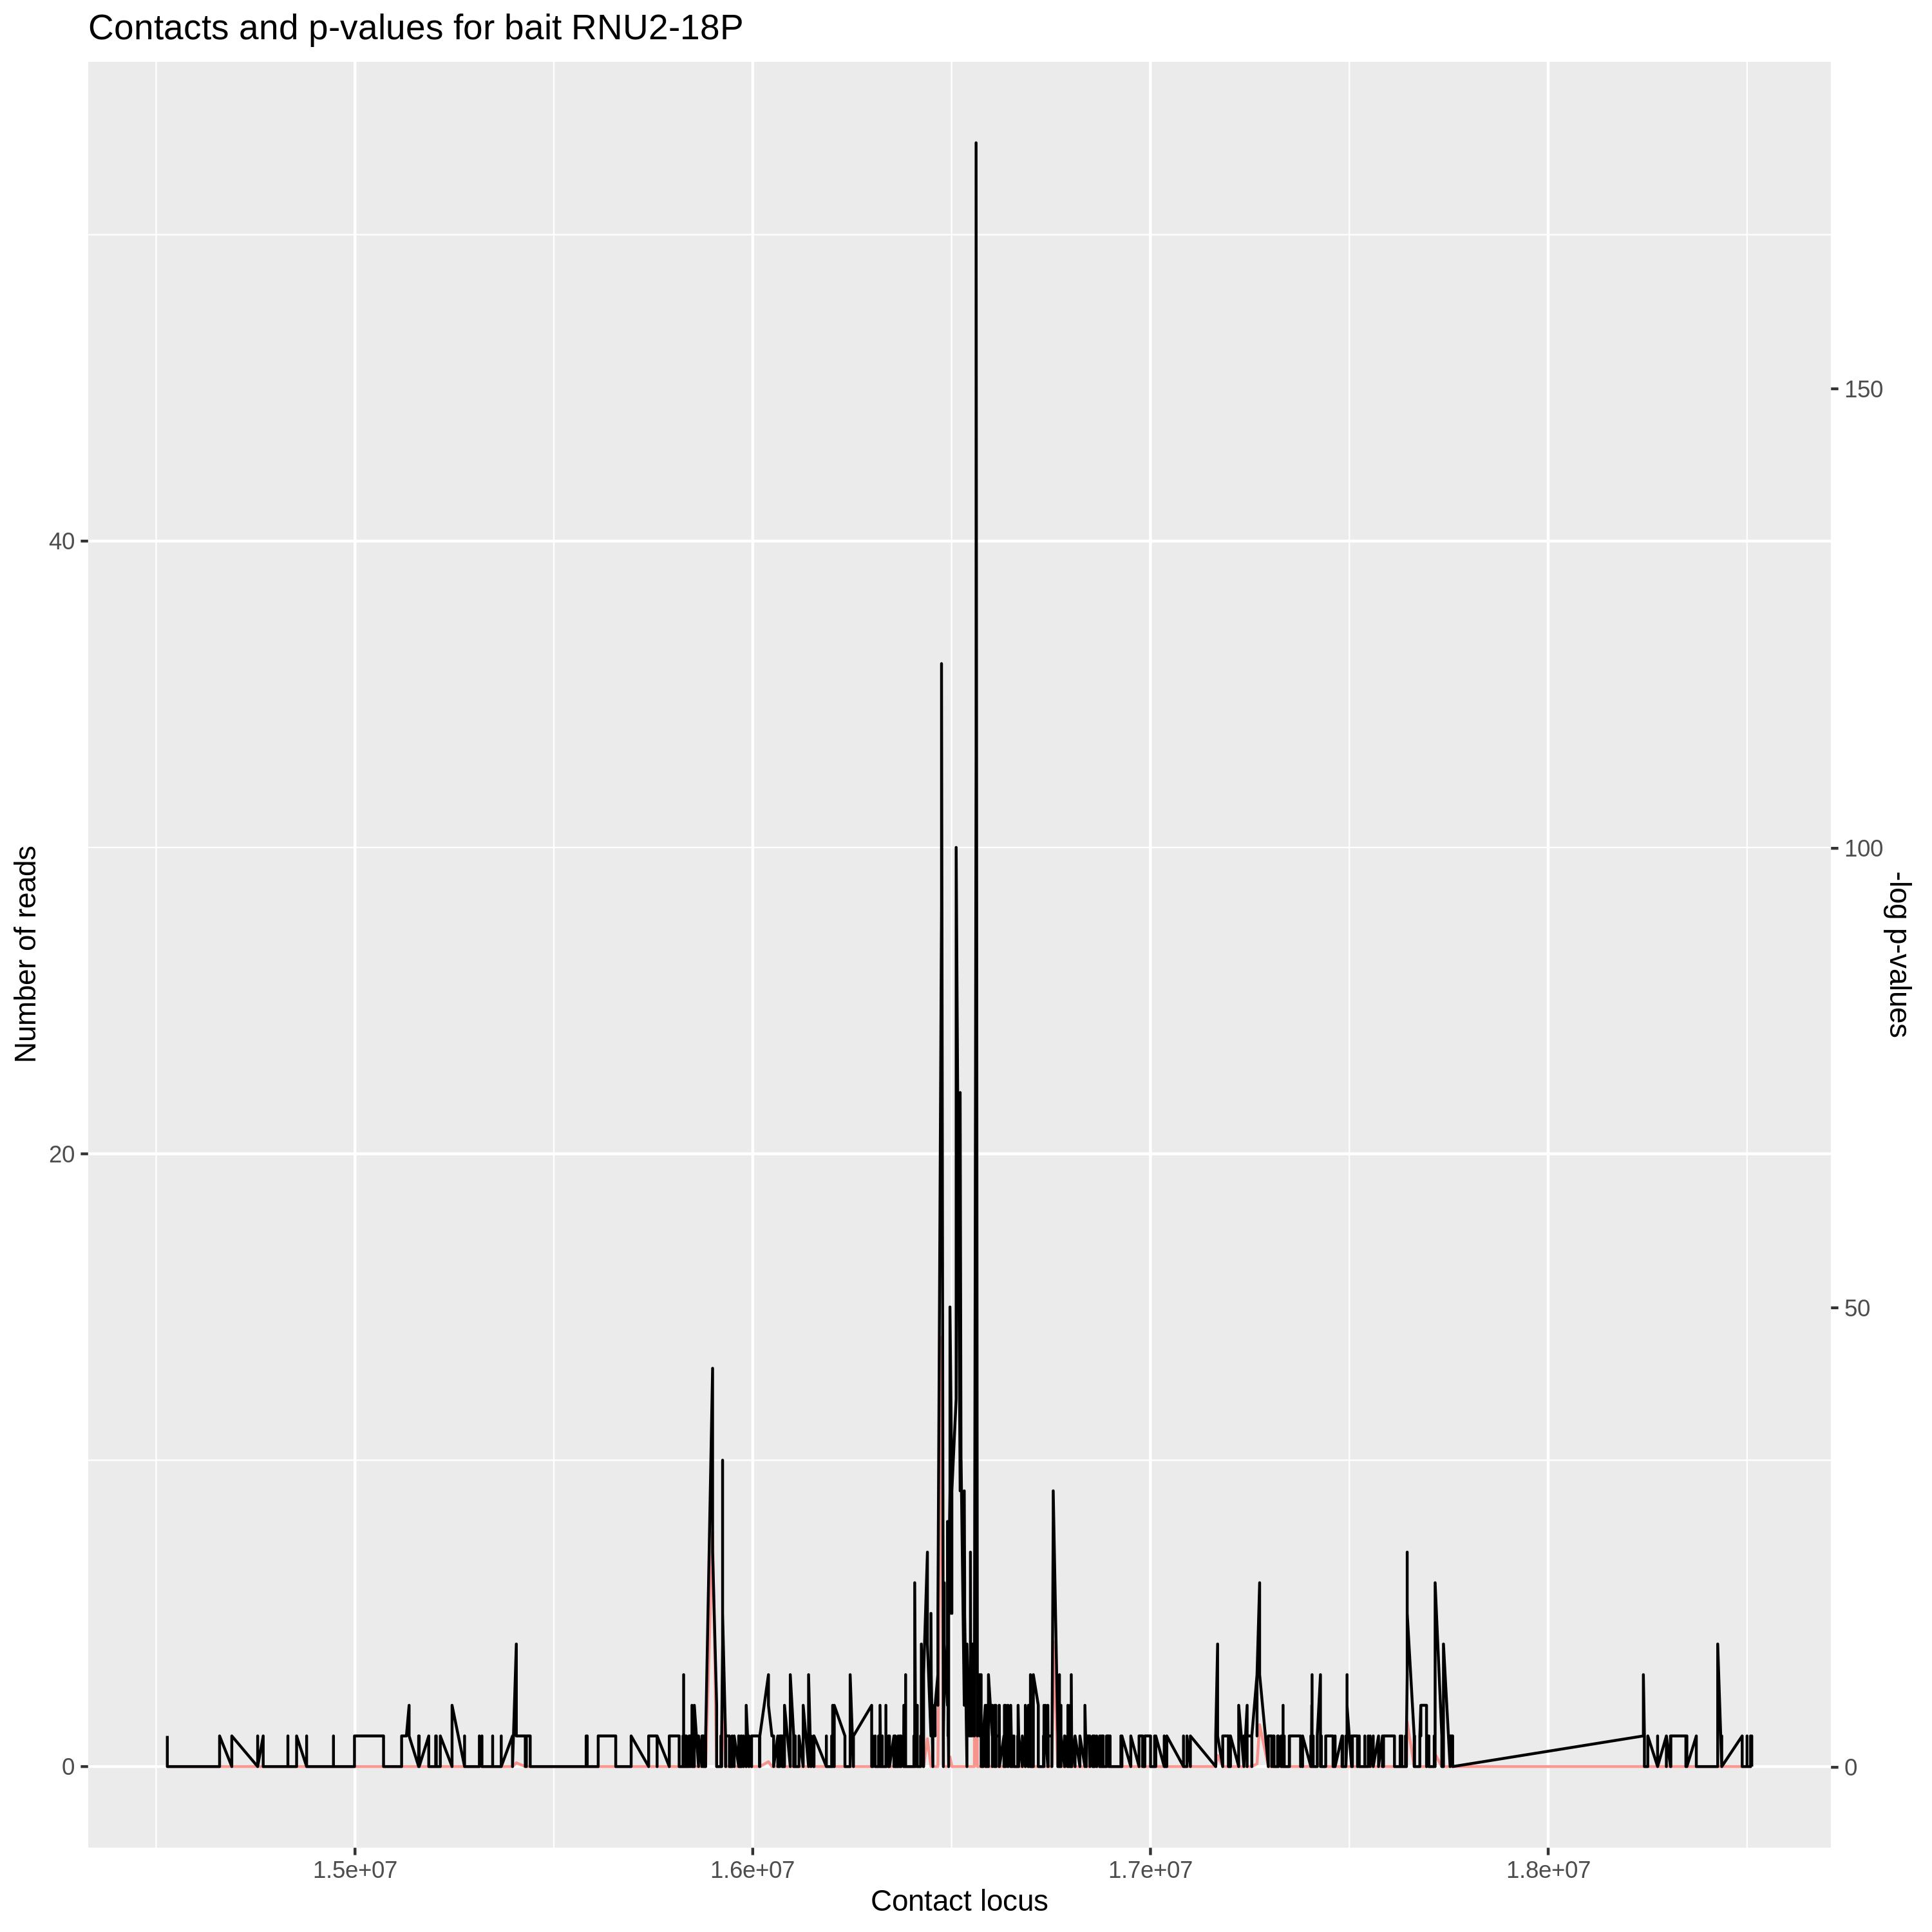 Contacts and p-values for bait RNU2-18P
Number of reads
40
20
0
150
100
50
0
-log p-values
1.5e+07
1.6e+07
1.7e+07
1.8e+07
Contact locus